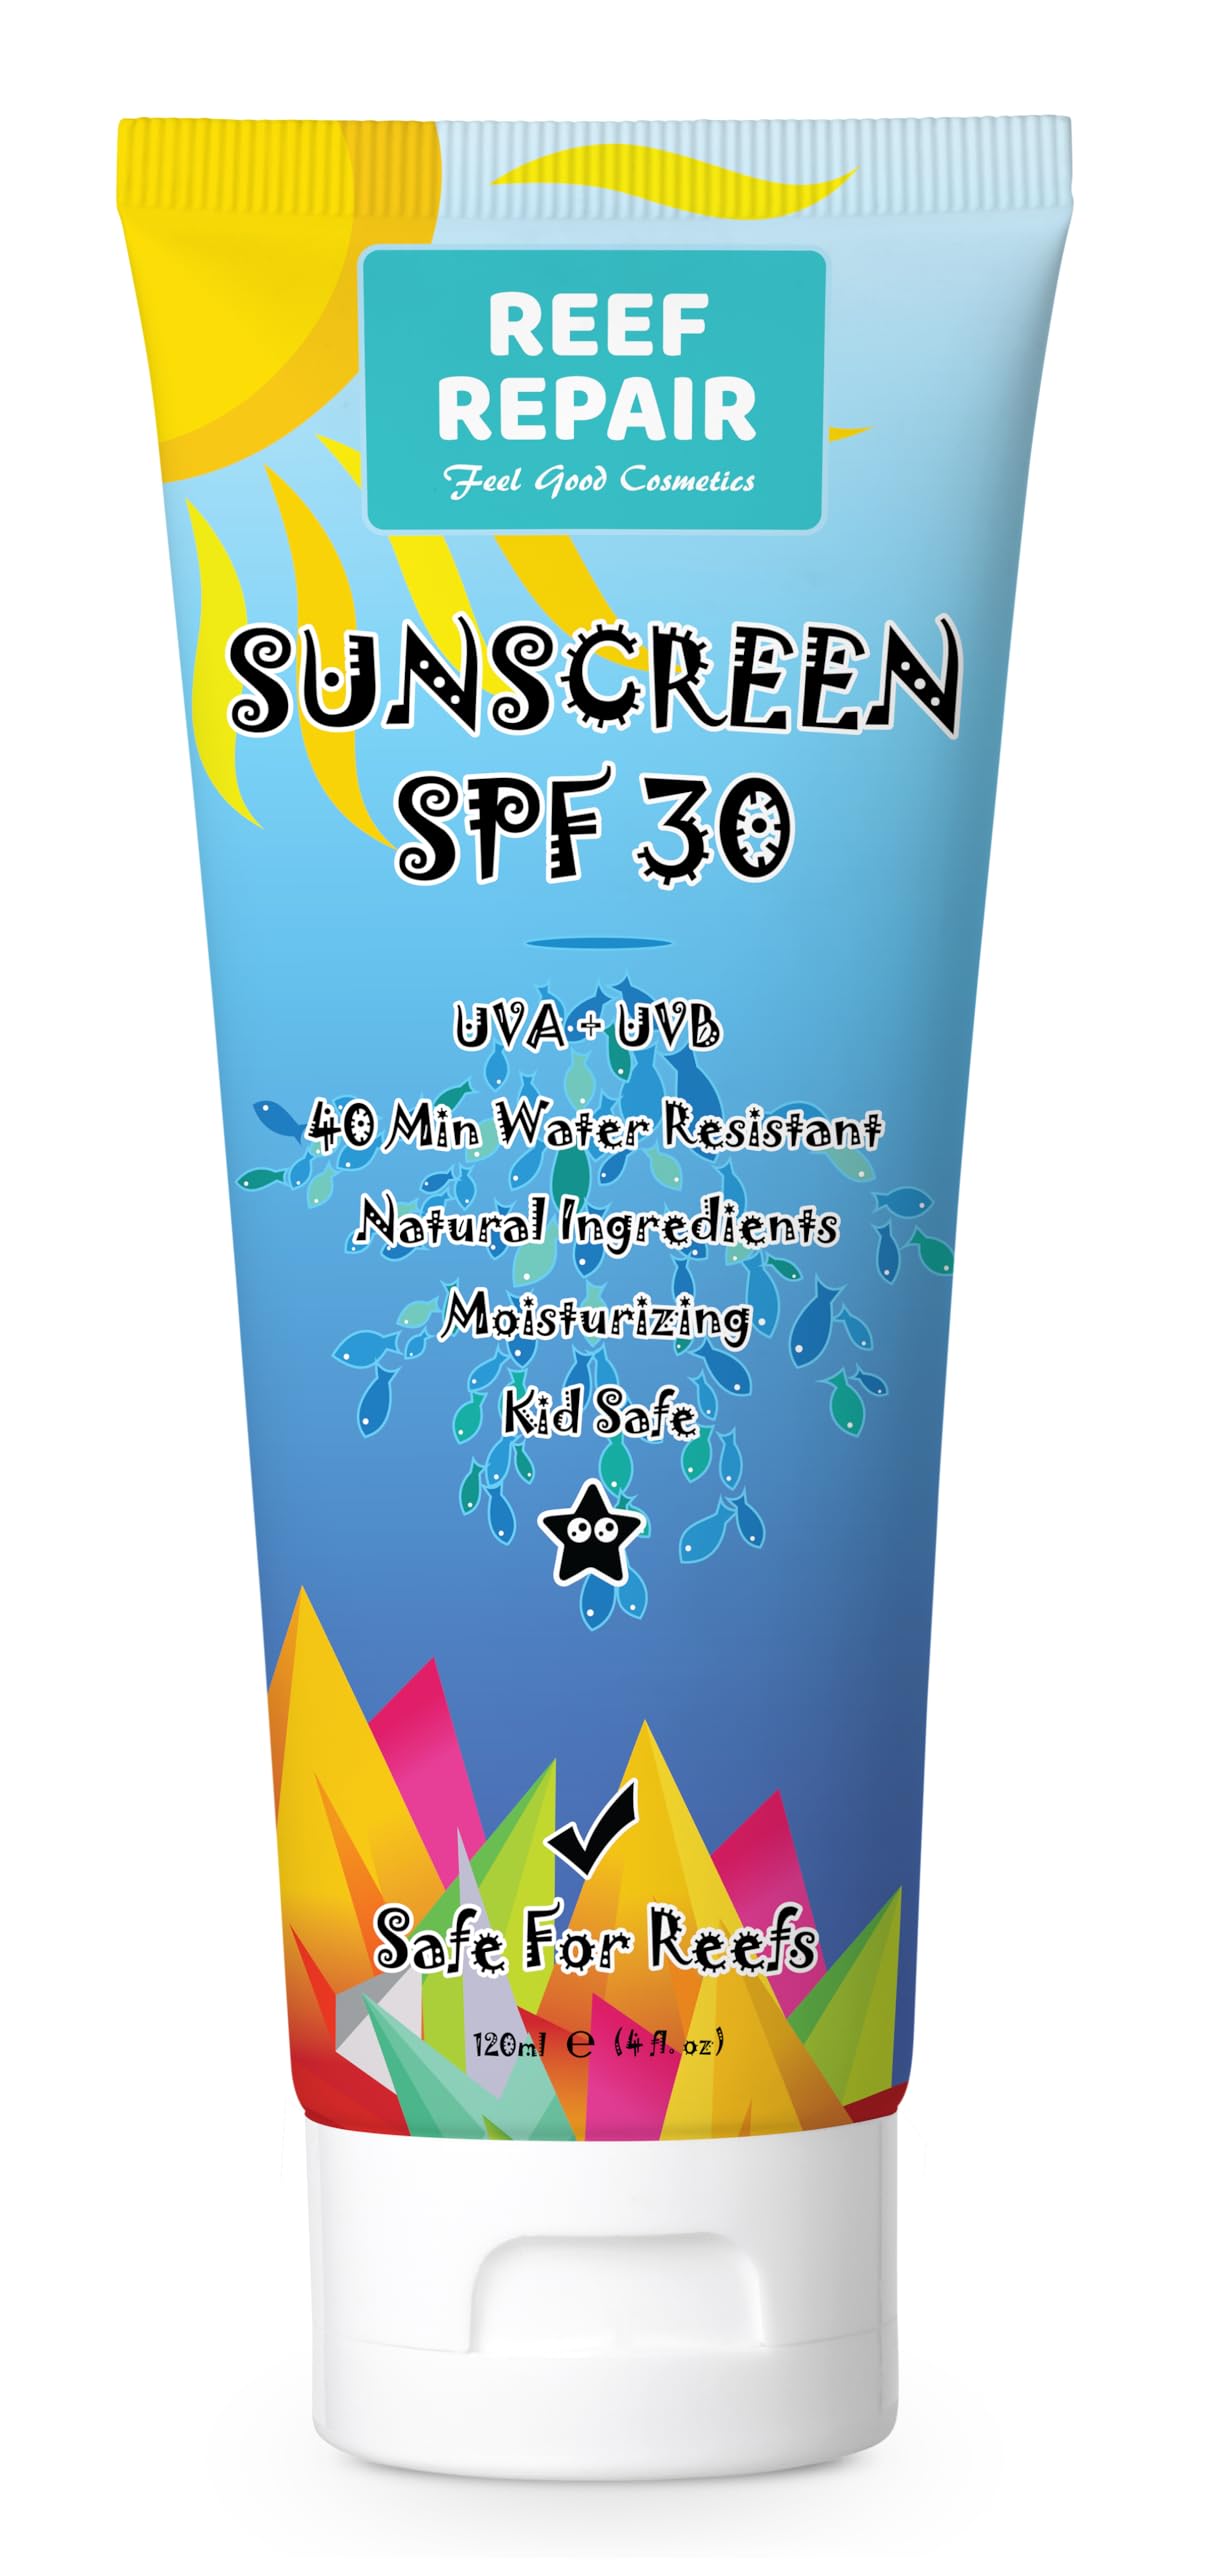 REEF
REPAIR
Feel Good Cosmetics
SUNSCREEN
SPF 30
UVA + UVB
40 Min Water Resistant
Natural Ingredients
Moisturizing
Kid Safe
Safe For Reefs
120ml ℮ (4 fl. oz)